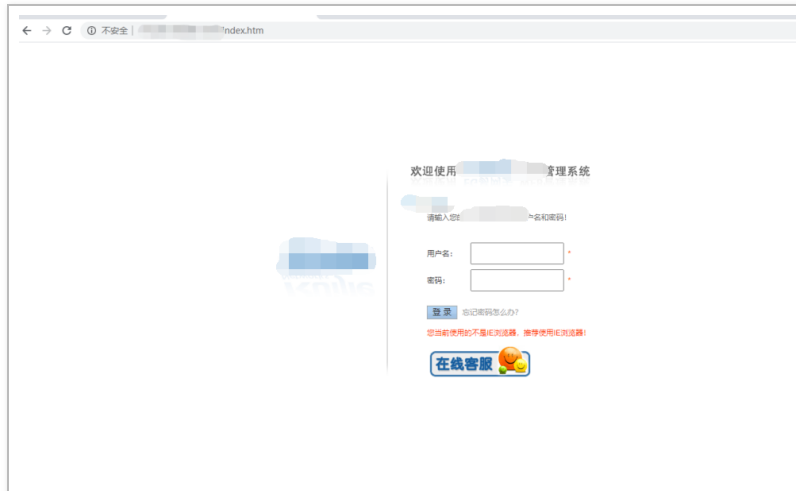 不安全 | /index.htm
欢迎使用 管理系统
请输入您的 户名和密码!
用户名: *
密码: *
登 录 忘记密码怎么办?
您当前使用的不是IE浏览器, 推荐使用IE浏览器!
在线客服